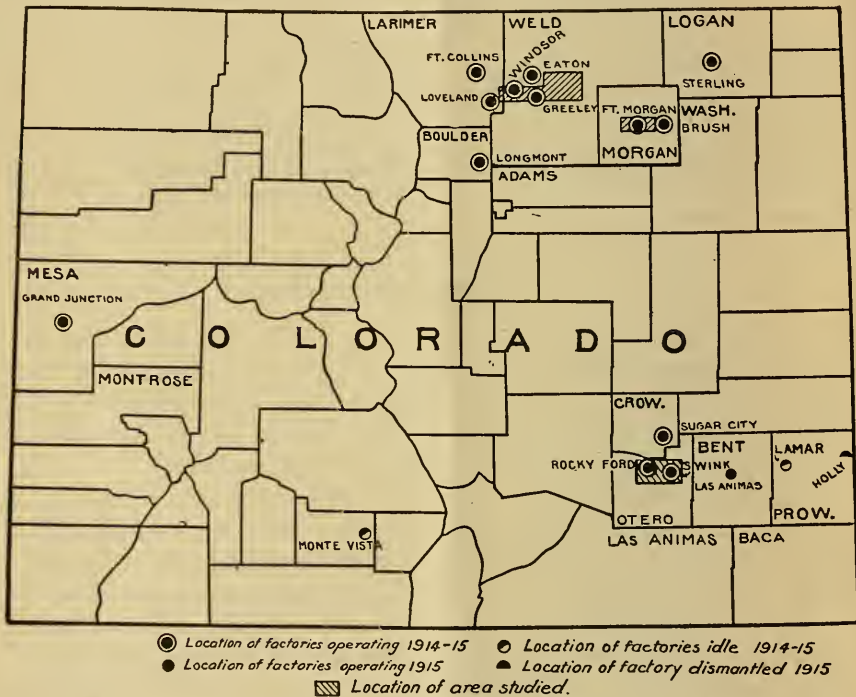 LARIMER
WELD
LOGAN
FT. COLLINS
WINDSOR
EATON
STERLING
LOVELAND
GREELEY
FT. MORGAN
WASH.
BRUSH
BOULDER
MORGAN
LONGMONT
ADAMS
MESA
GRAND JUNCTION
COLORADO
MONTROSE
CROW.
SUGAR CITY
BENT
LAMAR
ROCKY FORD
SWINK
LAS ANIMAS
HOLLY
OTERO
PROW.
MONTE VISTA
LAS ANIMAS
BACA
Location of factories operating 1914-15
Location of factories idle 1914-15
Location of factories operating 1915
Location of factory dismantled 1915
Location of area studied.